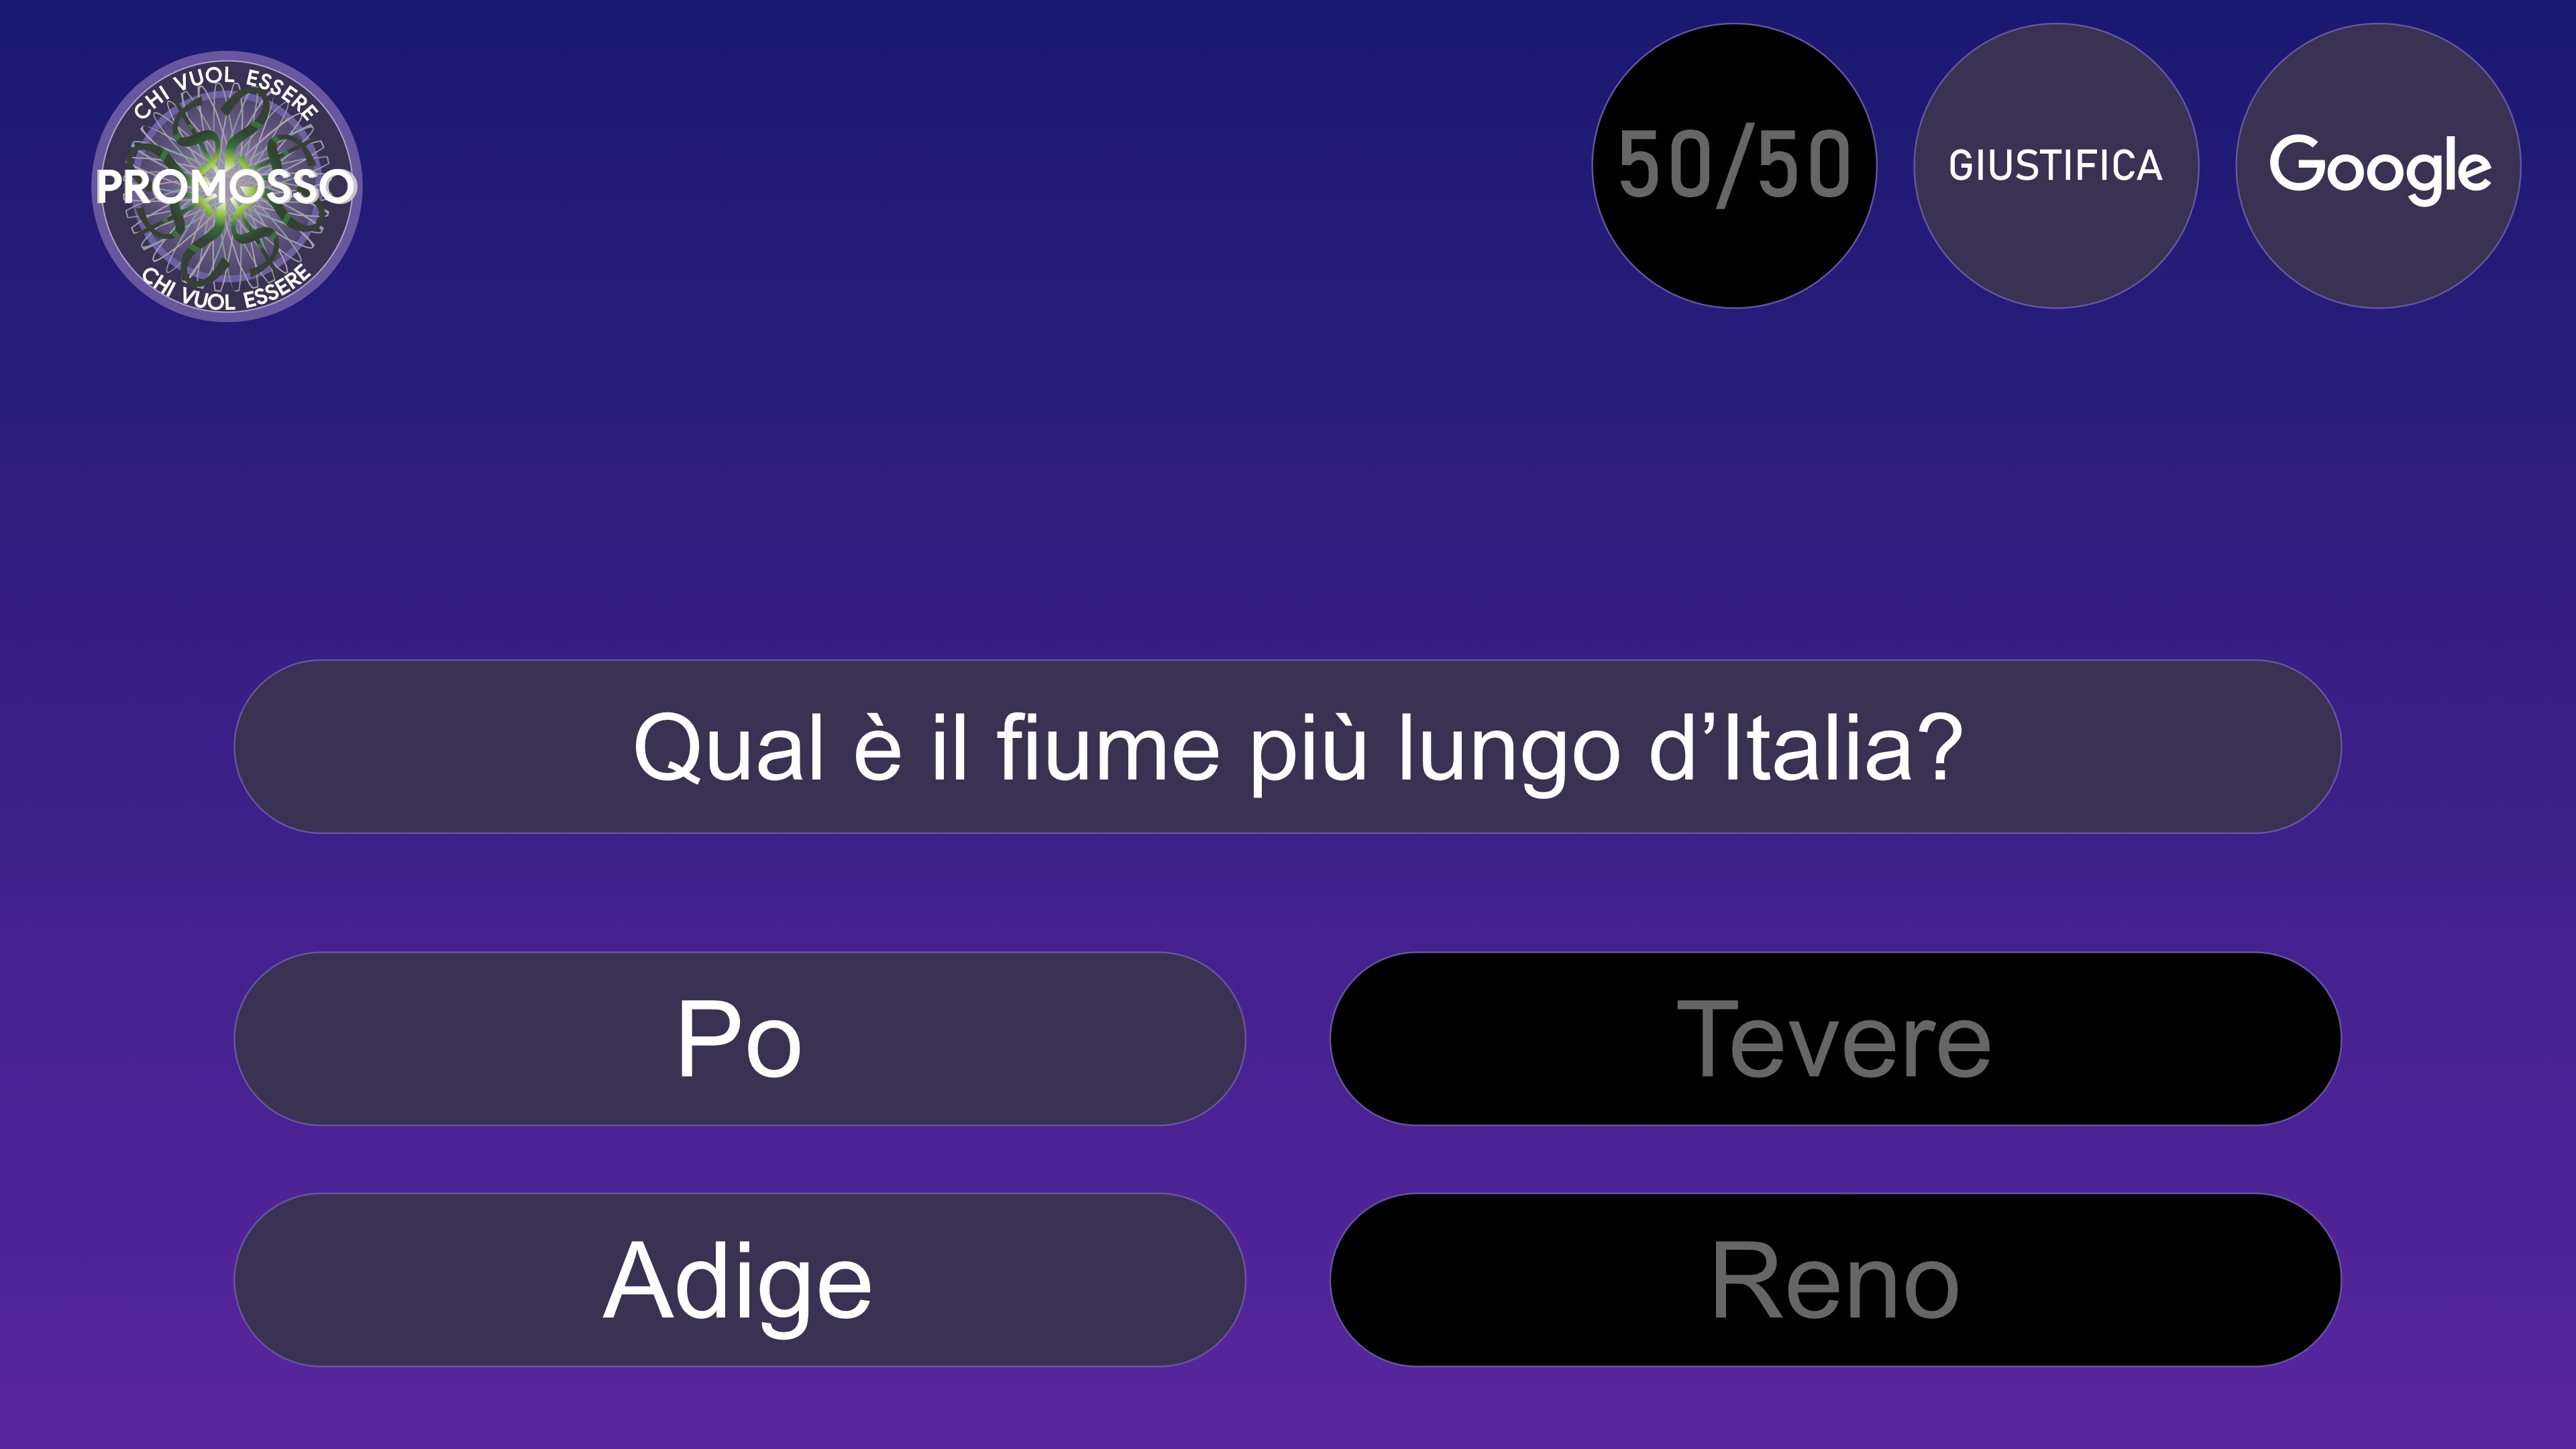 CHI VUOL ESSERE
PROMOSSO
CHI VUOL ESSERE
50/50
GIUSTIFICA
Google
Qual è il fiume più lungo d’Italia?
Po
Tevere
Adige
Reno